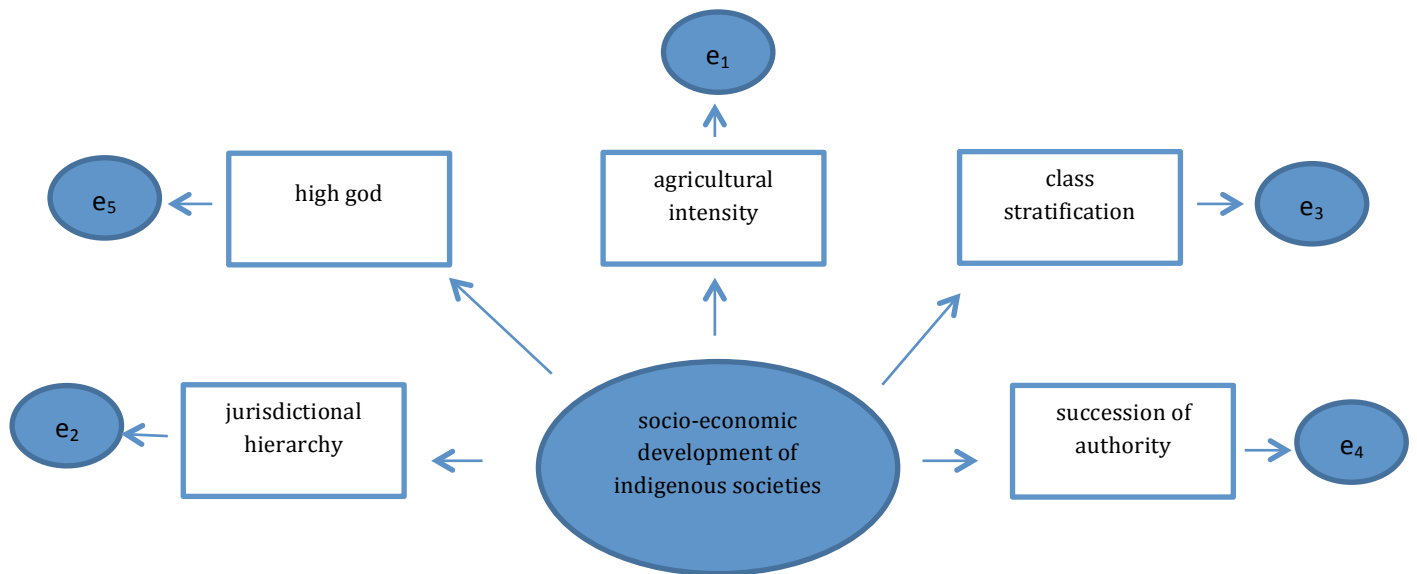 e₁
high god
agricultural
intensity
class
stratification
e₅
e₃
jurisdictional
hierarchy
socio-economic
development of
indigenous societies
succession of
authority
e₂
e₄